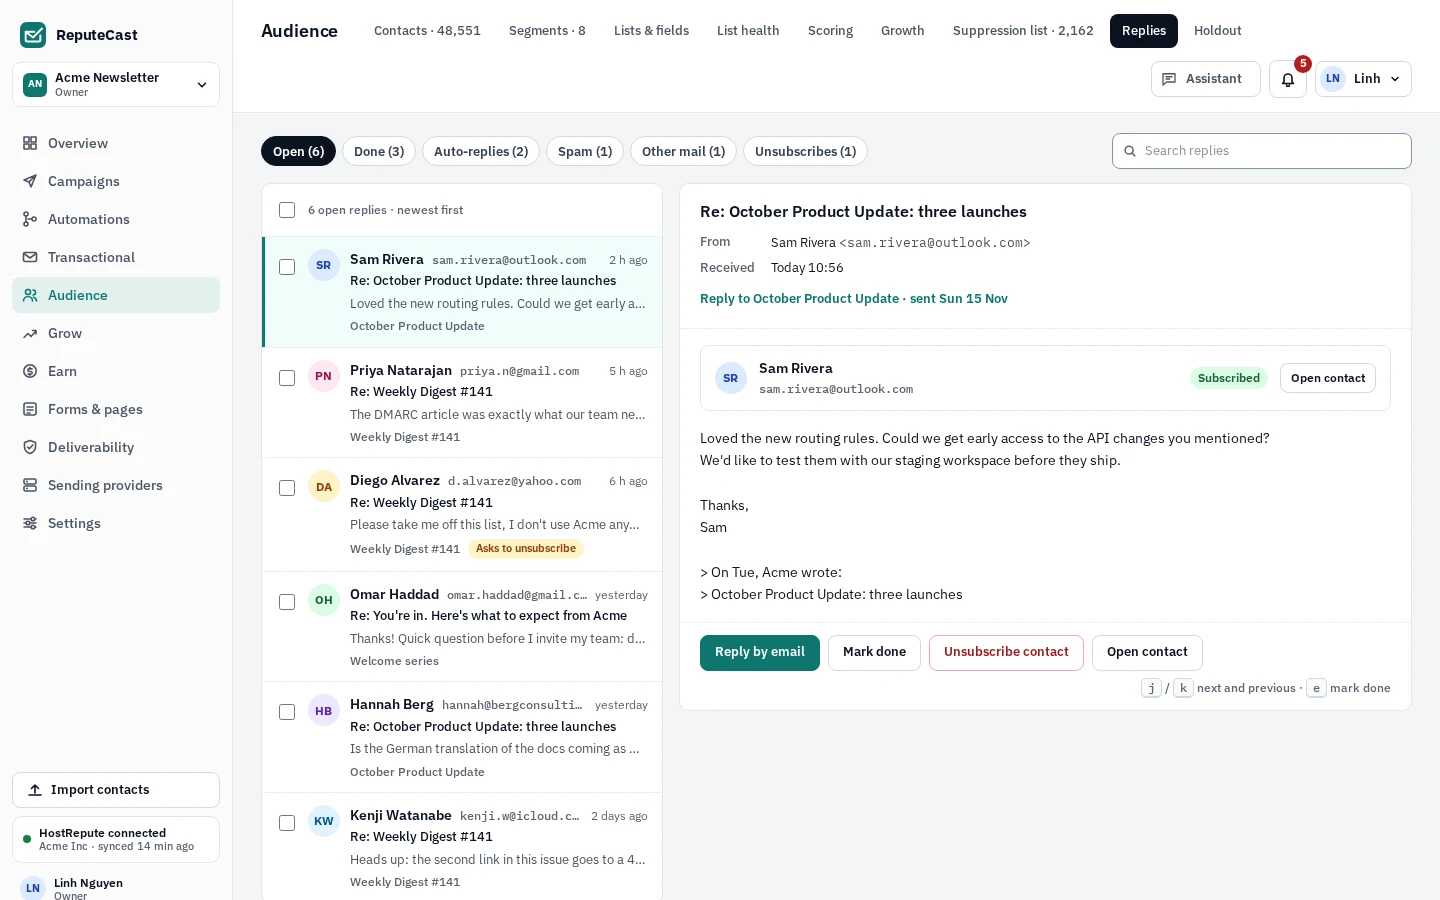 ReputeCast
AN
Acme Newsletter
Owner
Overview
Campaigns
Automations
Transactional
Audience
Grow
Earn
Forms & pages
Deliverability
Sending providers
Settings
Import contacts
HostRepute connected
Acme Inc · synced 14 min ago
LN
Linh Nguyen
Owner
Audience
Contacts · 48,551
Segments · 8
Lists & fields
List health
Scoring
Growth
Suppression list · 2,162
Replies
Holdout
Assistant
5
LN
Linh
Open (6)
Done (3)
Auto-replies (2)
Spam (1)
Other mail (1)
Unsubscribes (1)
Search replies
6 open replies · newest first
SR
Sam Rivera sam.rivera@outlook.com 2 h ago
Re: October Product Update: three launches
Loved the new routing rules. Could we get early a…
October Product Update
PN
Priya Natarajan priya.n@gmail.com 5 h ago
Re: Weekly Digest #141
The DMARC article was exactly what our team ne…
Weekly Digest #141
DA
Diego Alvarez d.alvarez@yahoo.com 6 h ago
Re: Weekly Digest #141
Please take me off this list, I don't use Acme any…
Weekly Digest #141 Asks to unsubscribe
OH
Omar Haddad omar.haddad@gmail.c… yesterday
Re: You're in. Here's what to expect from Acme
Thanks! Quick question before I invite my team: d…
Welcome series
HB
Hannah Berg hannah@bergconsulti… yesterday
Re: October Product Update: three launches
Is the German translation of the docs coming as …
October Product Update
KW
Kenji Watanabe kenji.w@icloud.c… 2 days ago
Re: Weekly Digest #141
Heads up: the second link in this issue goes to a 4…
Weekly Digest #141
Re: October Product Update: three launches
From Sam Rivera <sam.rivera@outlook.com>
Received Today 10:56
Reply to October Product Update · sent Sun 15 Nov
SR
Sam Rivera
sam.rivera@outlook.com
Subscribed
Open contact
Loved the new routing rules. Could we get early access to the API changes you mentioned?
We'd like to test them with our staging workspace before they ship.
Thanks,
Sam
> On Tue, Acme wrote:
> October Product Update: three launches
Reply by email
Mark done
Unsubscribe contact
Open contact
j / k next and previous · e mark done